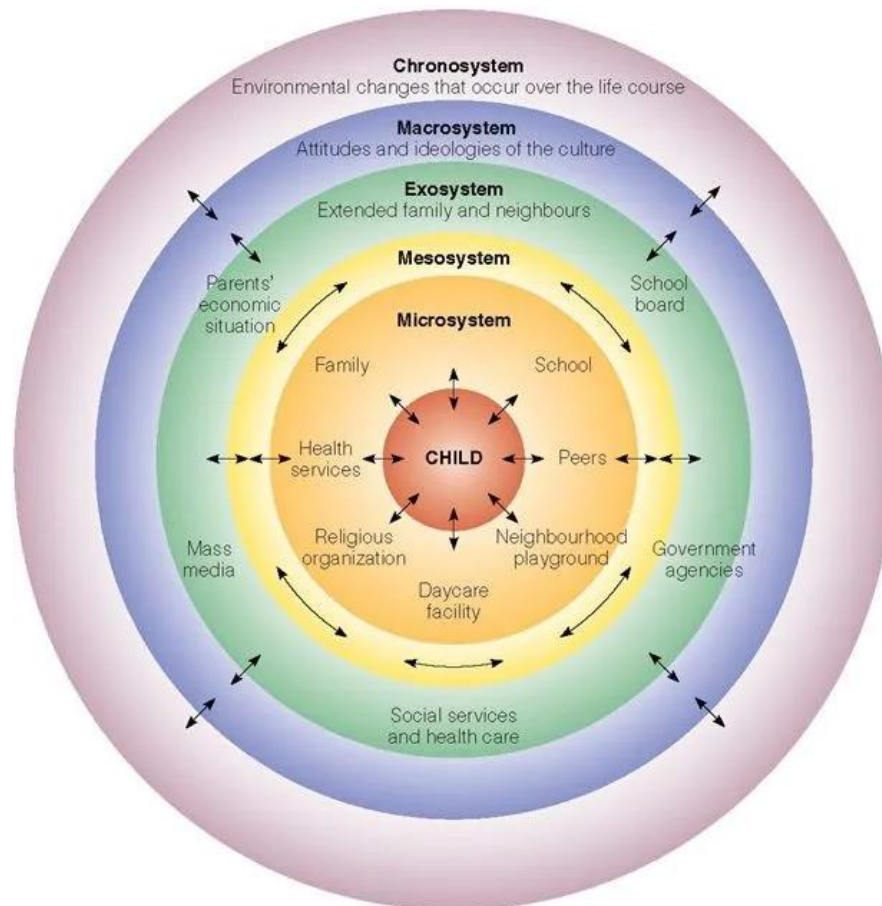 Chronosystem
Environmental changes that occur over the life course
Macrosystem
Attitudes and ideologies of the culture
Exosystem
Extended family and neighbours
Mesosystem
Parents'
economic
situation
School
board
Microsystem
Family
School
Health
services
CHILD
Peers
Religious
organization
Neighbourhood
playground
Mass
media
Government
agencies
Daycare
facility
Social services
and health care